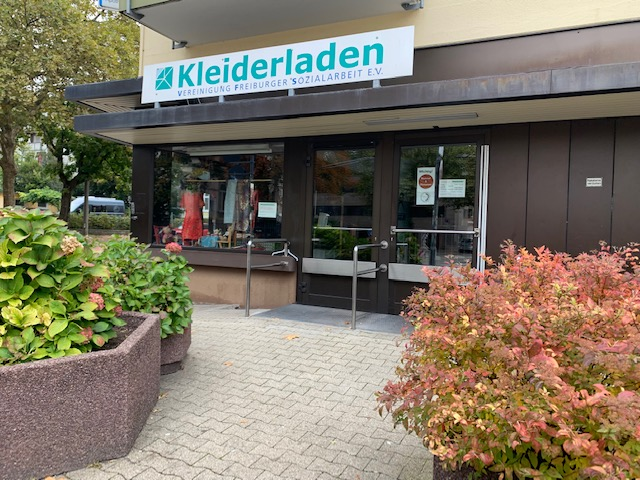 Kleiderladen
VEREINIGUNG FREIBURGER SOZIALARBEIT E.V.